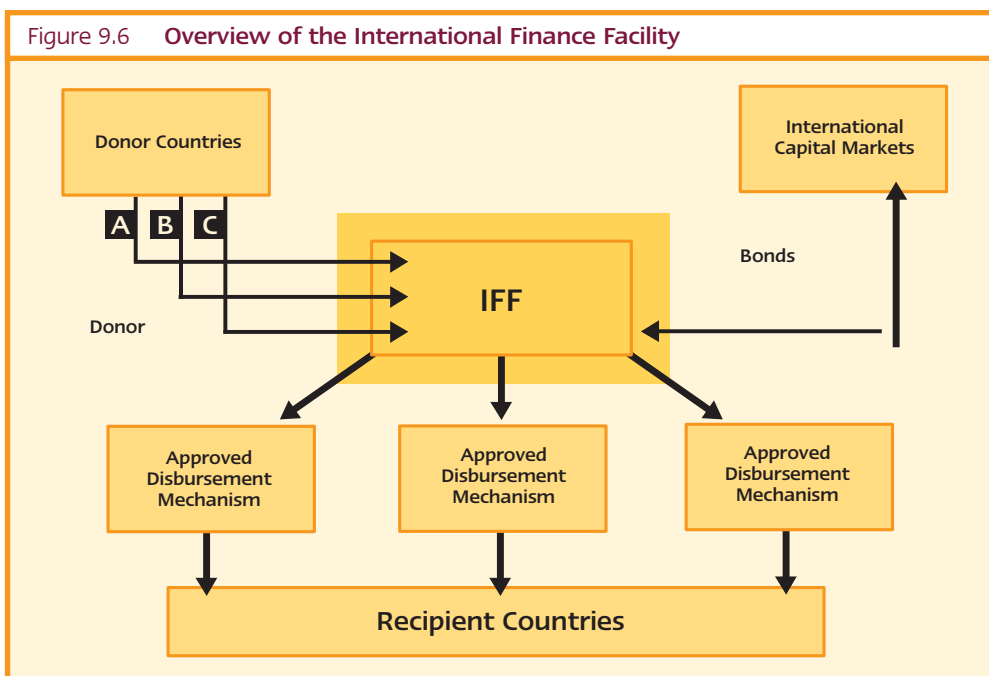 Figure 9.6 Overview of the International Finance Facility
Donor Countries
International
Capital Markets
A B C
Bonds
IFF
Donor
Approved
Disbursement
Mechanism
Approved
Disbursement
Mechanism
Approved
Disbursement
Mechanism
Recipient Countries